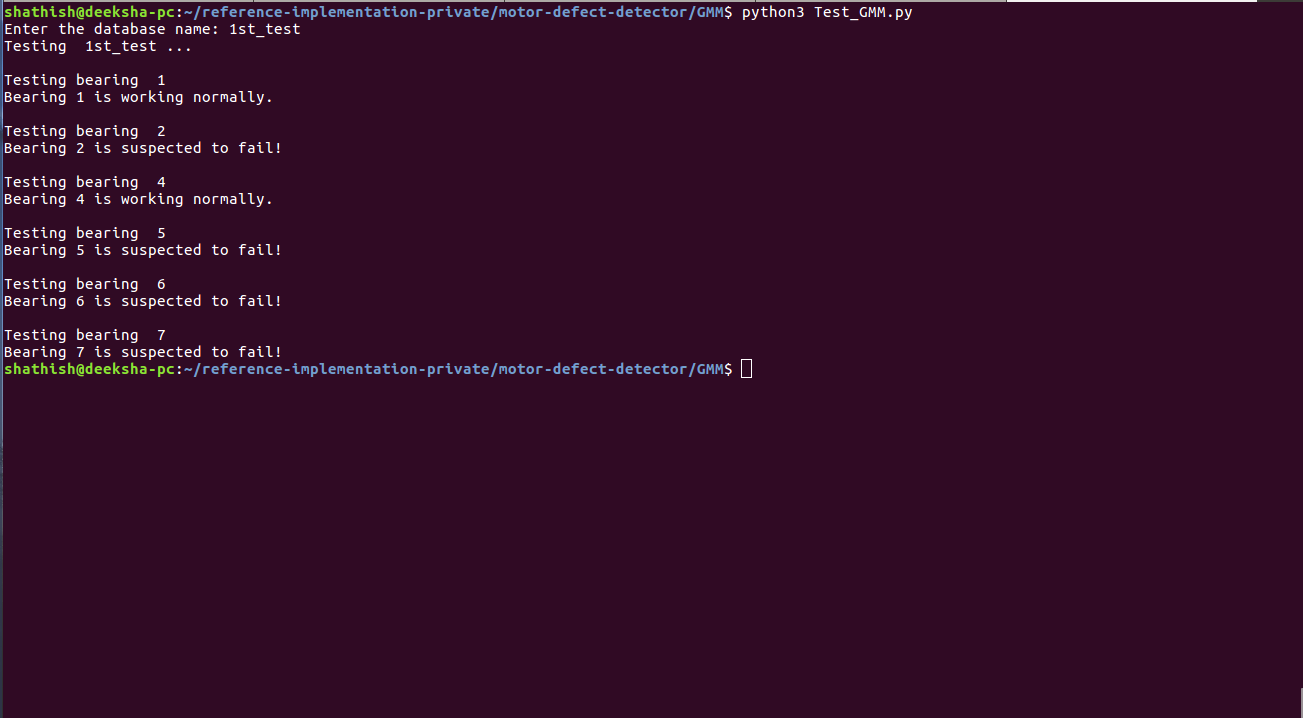 shathish@deeksha-pc:~/reference-implementation-private/motor-defect-detector/GMM$ python3 Test_GMM.py
Enter the database name: 1st_test
Testing  1st_test ...
Testing bearing  1
Bearing 1 is working normally.
Testing bearing  2
Bearing 2 is suspected to fail!
Testing bearing  4
Bearing 4 is working normally.
Testing bearing  5
Bearing 5 is suspected to fail!
Testing bearing  6
Bearing 6 is suspected to fail!
Testing bearing  7
Bearing 7 is suspected to fail!
shathish@deeksha-pc:~/reference-implementation-private/motor-defect-detector/GMM$